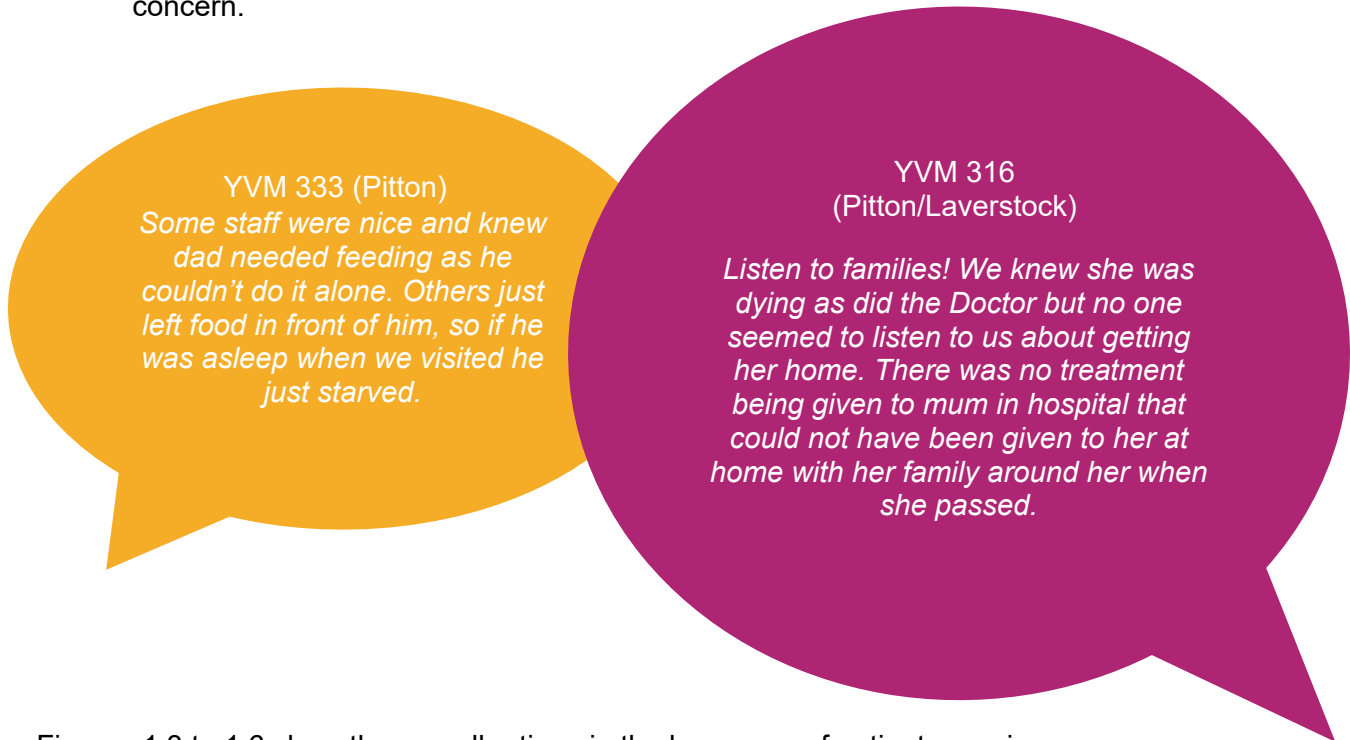 concern.
YVM 333 (Pitton)
Some staff were nice and knew
dad needed feeding as he
couldn't do it alone. Others just
left food in front of him, so if he
was asleep when we visited he
just starved.
YVM 316
(Pitton/Laverstock)
Listen to families! We knew she was
dying as did the Doctor but no one
seemed to listen to us about getting
her home. There was no treatment
being given to mum in hospital that
could not have been given to her at
home with her family around her when
she passed.